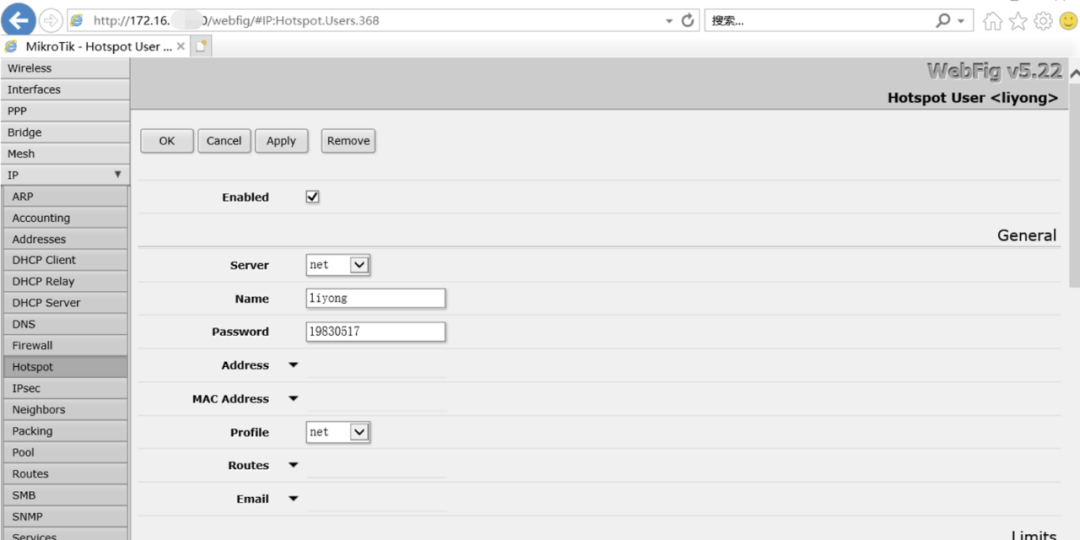 http://172.16. 0/webfig/#IP:Hotspot.Users.368
搜索...
MikroTik - Hotspot User ...
Wireless
Interfaces
PPP
Bridge
Mesh
IP
ARP
Accounting
Addresses
DHCP Client
DHCP Relay
DHCP Server
DNS
Firewall
Hotspot
IPsec
Neighbors
Packing
Pool
Routes
SMB
SNMP
Services
WebFig v5.22
Hotspot User <liyong>
OK Cancel Apply Remove
Enabled
General
Server net
Name liyong
Password 19830517
Address
MAC Address
Profile net
Routes
Email
Limits